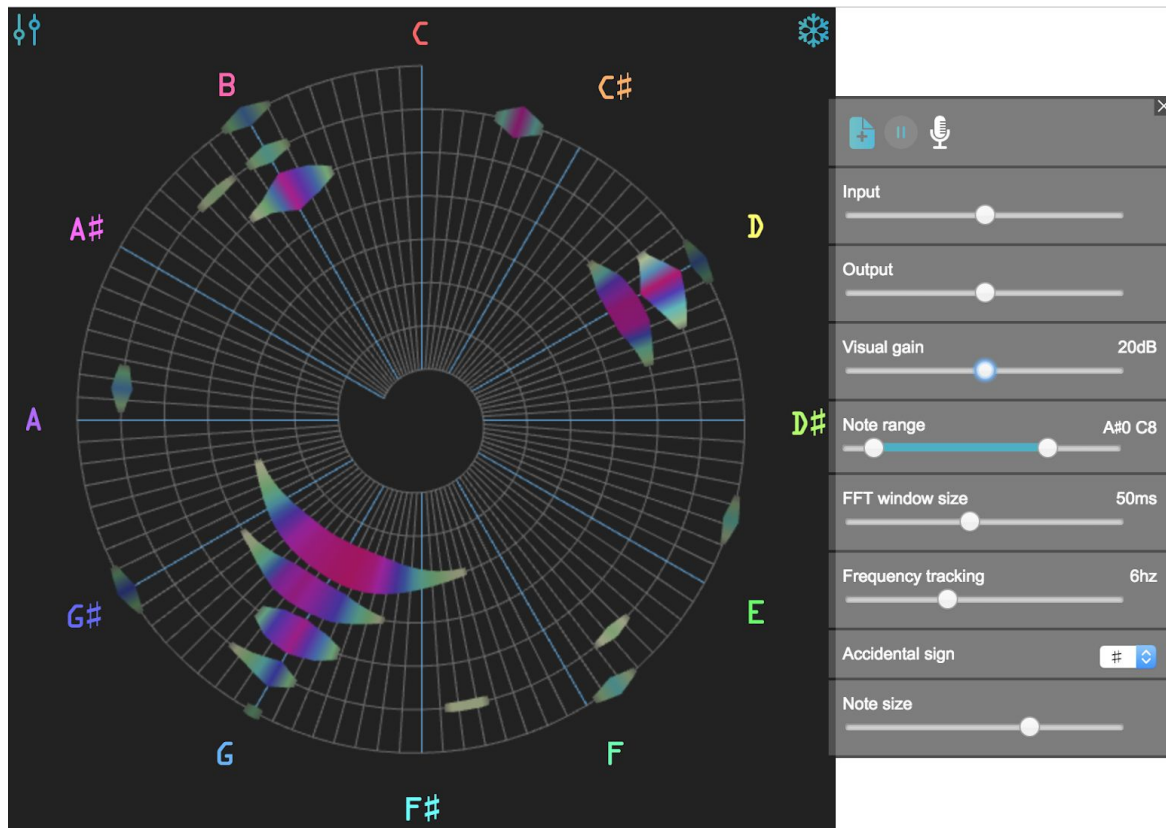 C
B
C♯
A♯
D
A
D♯
G♯
E
G
F
F♯
Input
Output
Visual gain 20dB
Note range A#0 C8
FFT window size 50ms
Frequency tracking 6hz
Accidental sign ♯
Note size